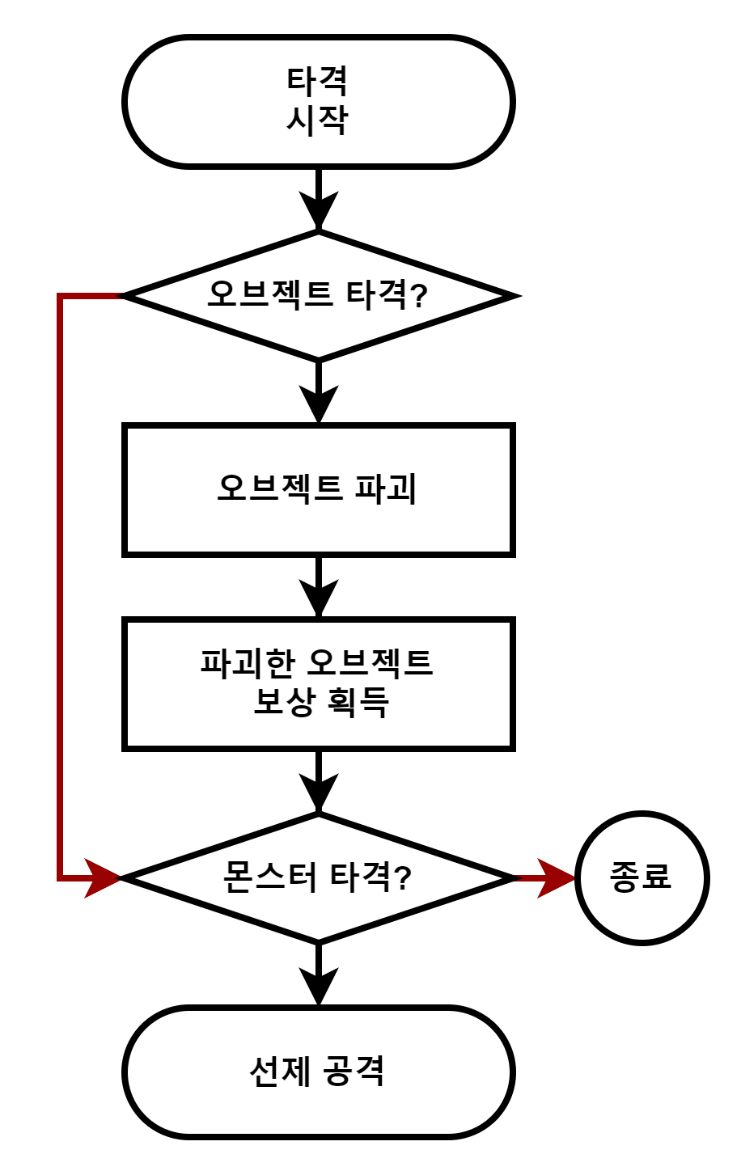 타격
시작
오브젝트 타격?
오브젝트 파괴
파괴한 오브젝트
보상 획득
몬스터 타격?
종료
선제 공격